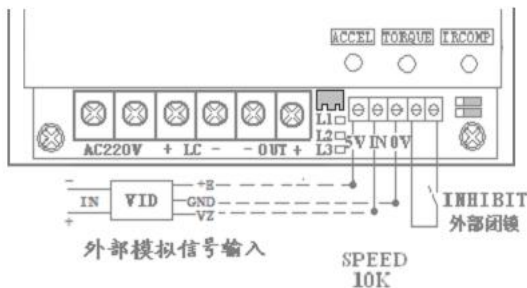 ACCEL TORQUE IRCOMP
L1
L2
L3
AC220V + LC - - OUT +
5V IN 0V
- +E
IN VID GND
+ VZ
INHIBIT
外部闭锁
外部模拟信号输入
SPEED
10K